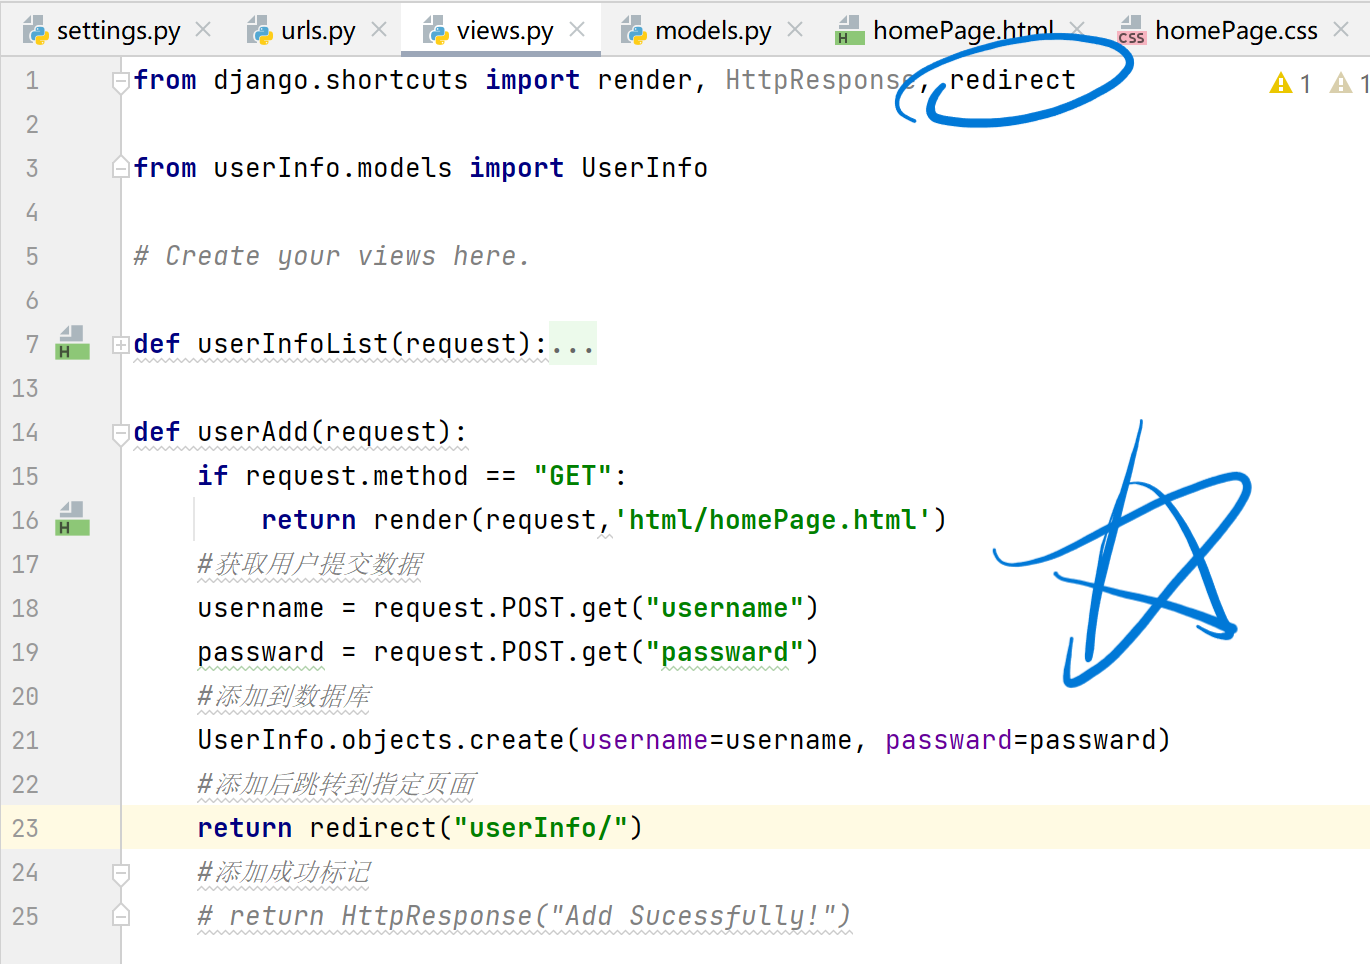 settings.py urls.py views.py models.py homePage.html homePage.css
1 from django.shortcuts import render, HttpResponse, redirect 1 1
2
3 from userInfo.models import UserInfo
4
5 # Create your views here.
6
7 def userInfoList(request):...
13
14 def userAdd(request):
15 if request.method == "GET":
16 return render(request,'html/homePage.html')
17 #获取用户提交数据
18 username = request.POST.get("username")
19 passward = request.POST.get("passward")
20 #添加到数据库
21 UserInfo.objects.create(username=username, passward=passward)
22 #添加后跳转到指定页面
23 return redirect("userInfo/")
24 #添加成功标记
25 # return HttpResponse("Add Sucessfully!")